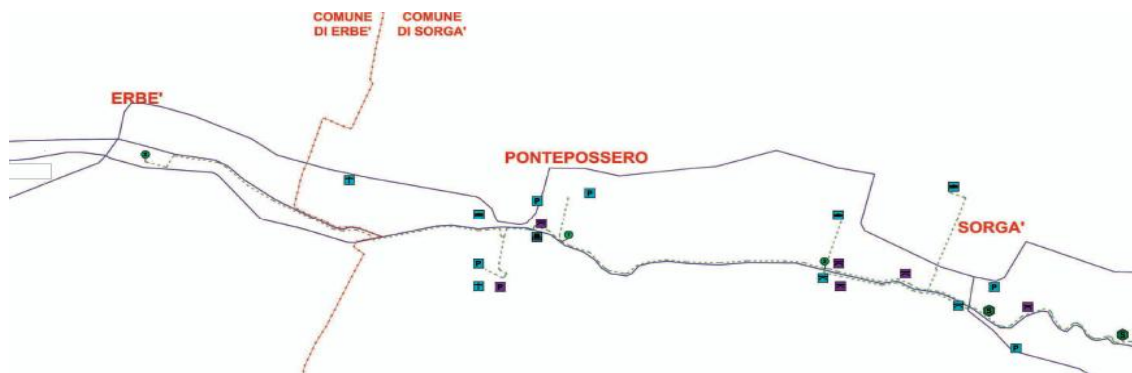 COMUNE
DI ERBE'
COMUNE
DI SORGA'
ERBE'
PONTEPOSSERO
SORGA'
P
P
P
P
P
P
S
S